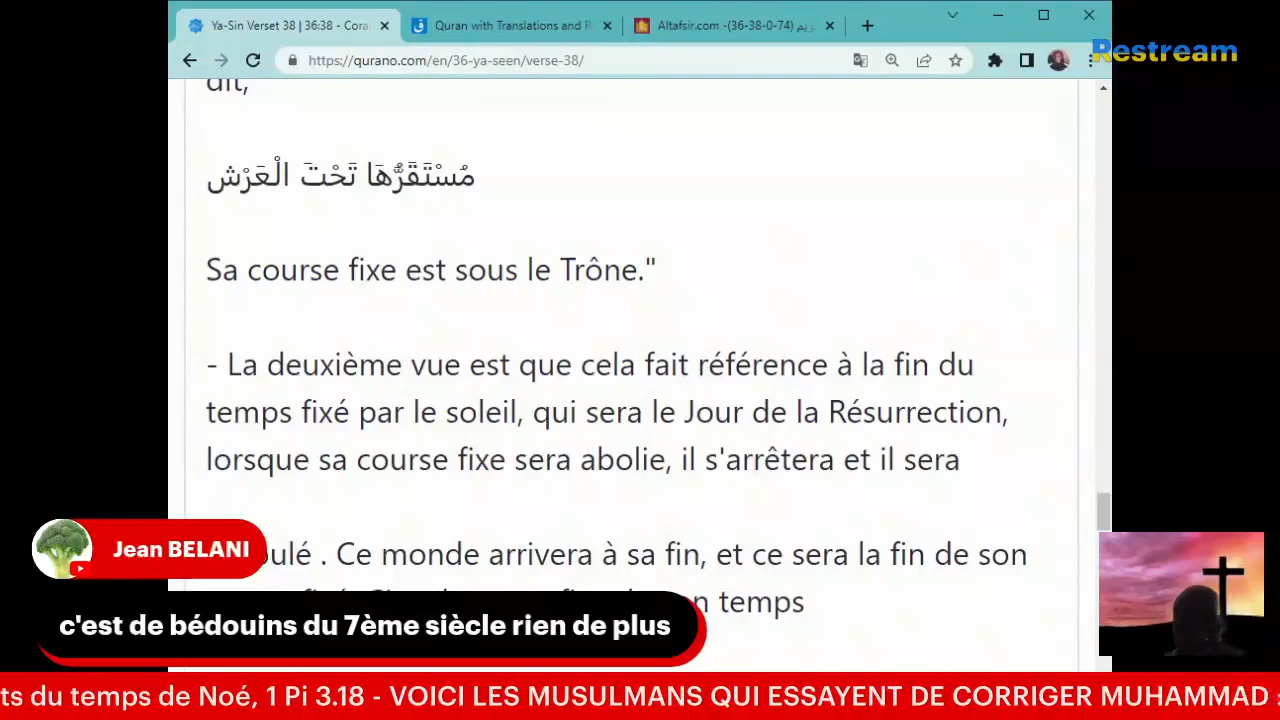 Ya-Sin Verset 38 | 36:38 - Cora
Quran with Translations and R
Altafsir.com -(36-38-0-74)
https://qurano.com/en/36-ya-seen/verse-38/
Restream
dit,
مُسْتَقَرُّهَا تَحْتَ الْعَرْش
Sa course fixe est sous le Trône."
- La deuxième vue est que cela fait référence à la fin du
temps fixé par le soleil, qui sera le Jour de la Résurrection,
lorsque sa course fixe sera abolie, il s'arrêtera et il sera
Jean BELANI
oulé . Ce monde arrivera à sa fin, et ce sera la fin de son
temps
c'est de bédouins du 7ème siècle rien de plus
ts du temps de Noé, 1 Pi 3.18 - VOICI LES MUSULMANS QUI ESSAYENT DE CORRIGER MUHAMMAD :